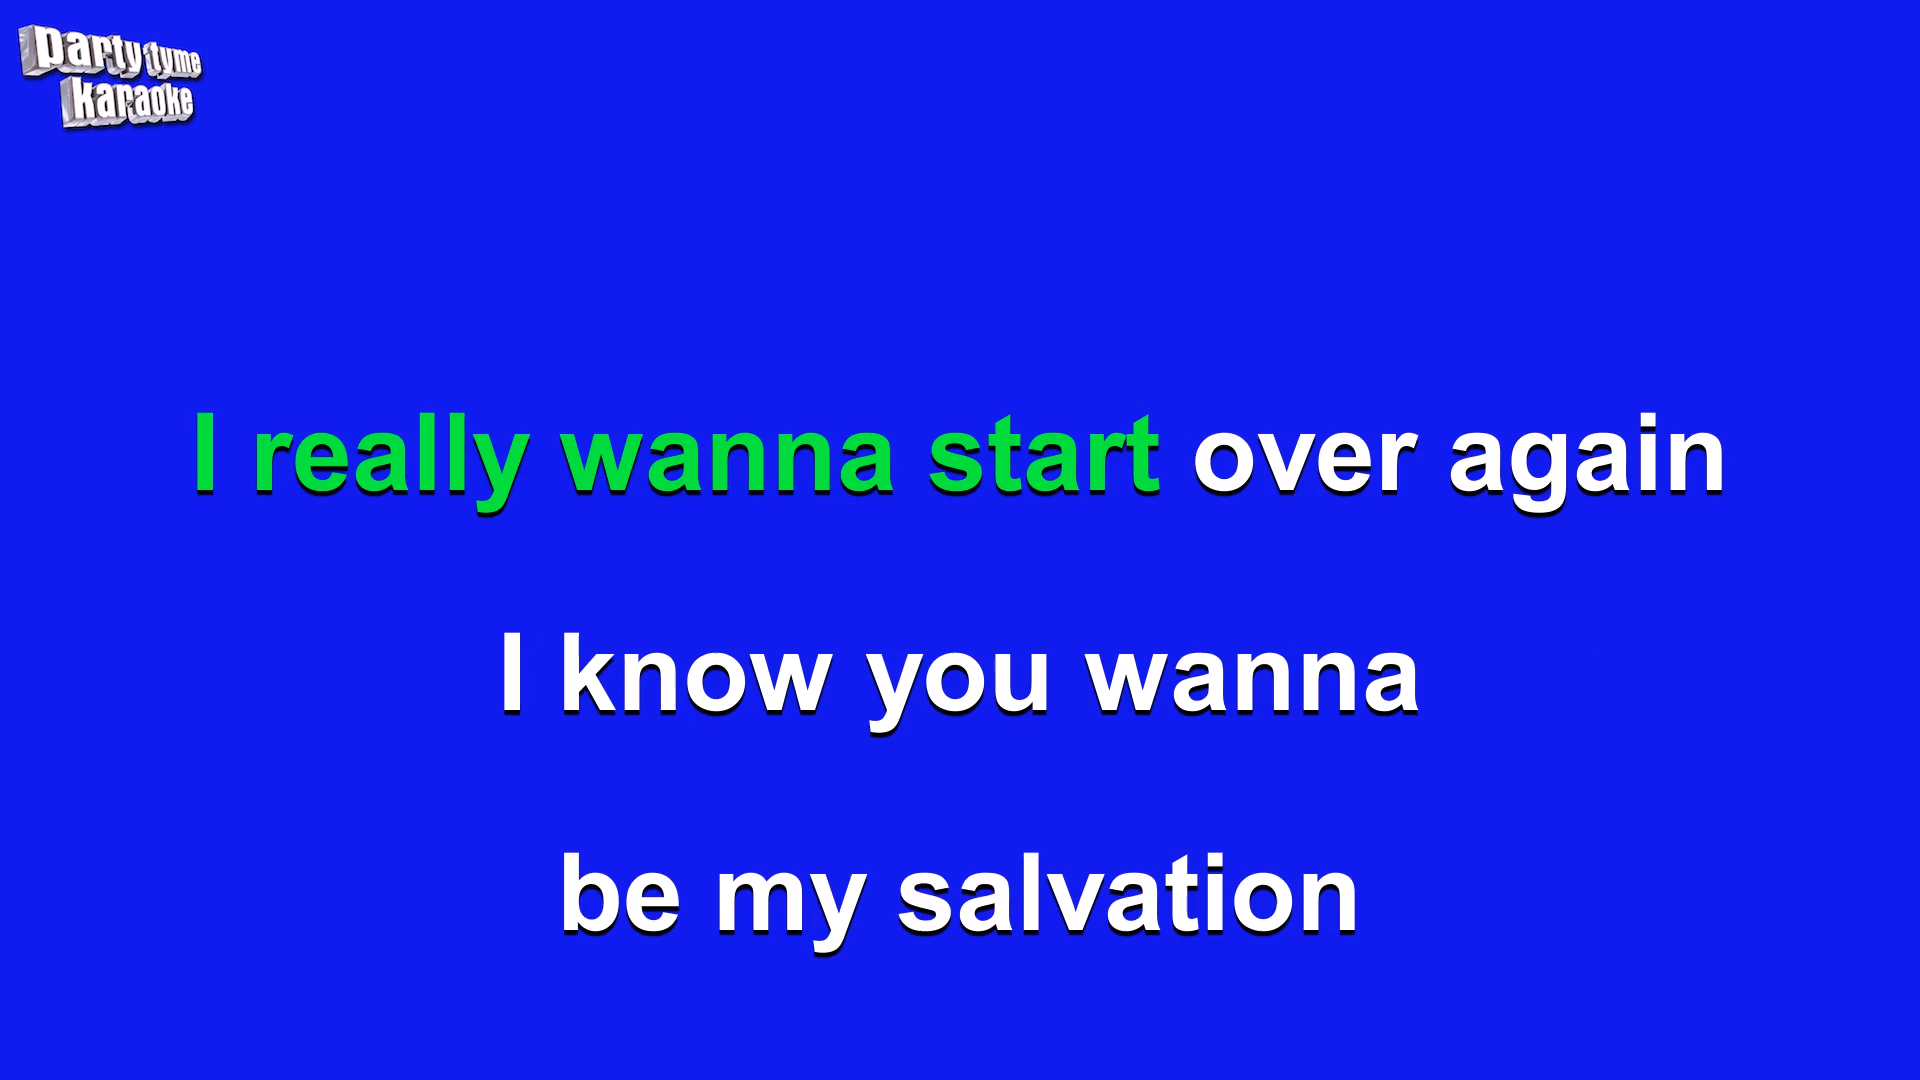 party tyme
karaoke
I really wanna start over again
I know you wanna
be my salvation